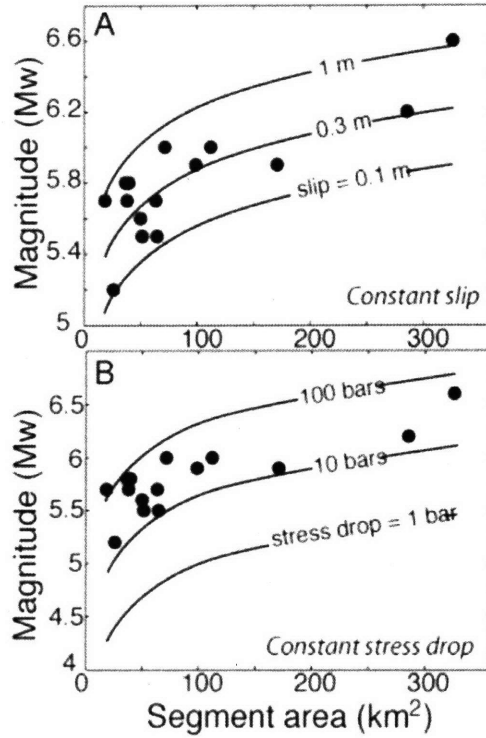 A
6.6
6.2
5.8
5.4
5
Magnitude (Mw)
1 m
0.3 m
slip = 0.1 m
Constant slip
0
100
200
300
B
6.5
6
5.5
5
4.5
4
Magnitude (Mw)
100 bars
10 bars
stress drop = 1 bar
Constant stress drop
0
100
200
300
Segment area (km²)